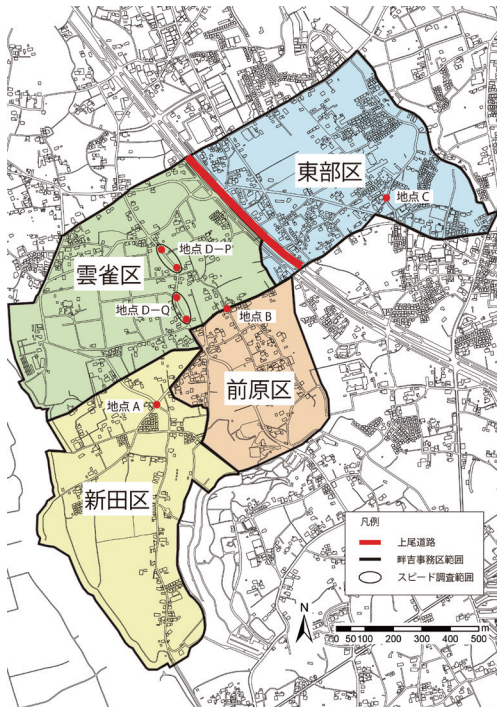 東部区
地点 C
地点 D－P
雲雀区
地点 D－Q
地点 B
前原区
地点 A
新田区
凡例
上尾道路
畔吉事務区範囲
スピード調査範囲
N
0 50 100 200 300 400 500 m